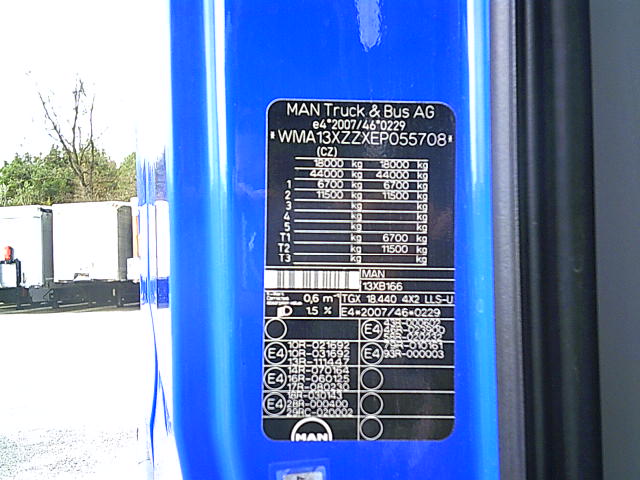 MAN Truck & Bus AG
e4*2007/46*0229
*WMA13XZZXEP055708*
(CZ)
18000 kg 18000 kg
44000 kg 44000 kg
1 6700 kg 6700 kg
2 11500 kg 11500 kg
3 kg kg
4 kg kg
5 kg kg
T1 kg 6700 kg
T2 kg 11500 kg
T3 kg kg
MAN
13XB166
0,6 m⁻¹ TGX 18.440 4X2 LLS-U
1.5 % E4*2007/46*0229
E4
10R-021692
10R-031692
13R-111447
E4
93R-000003
E4
14R-070164
16R-060125
17R-080230
E4
18R-030143
28R-000400
29RC-020002
MAN